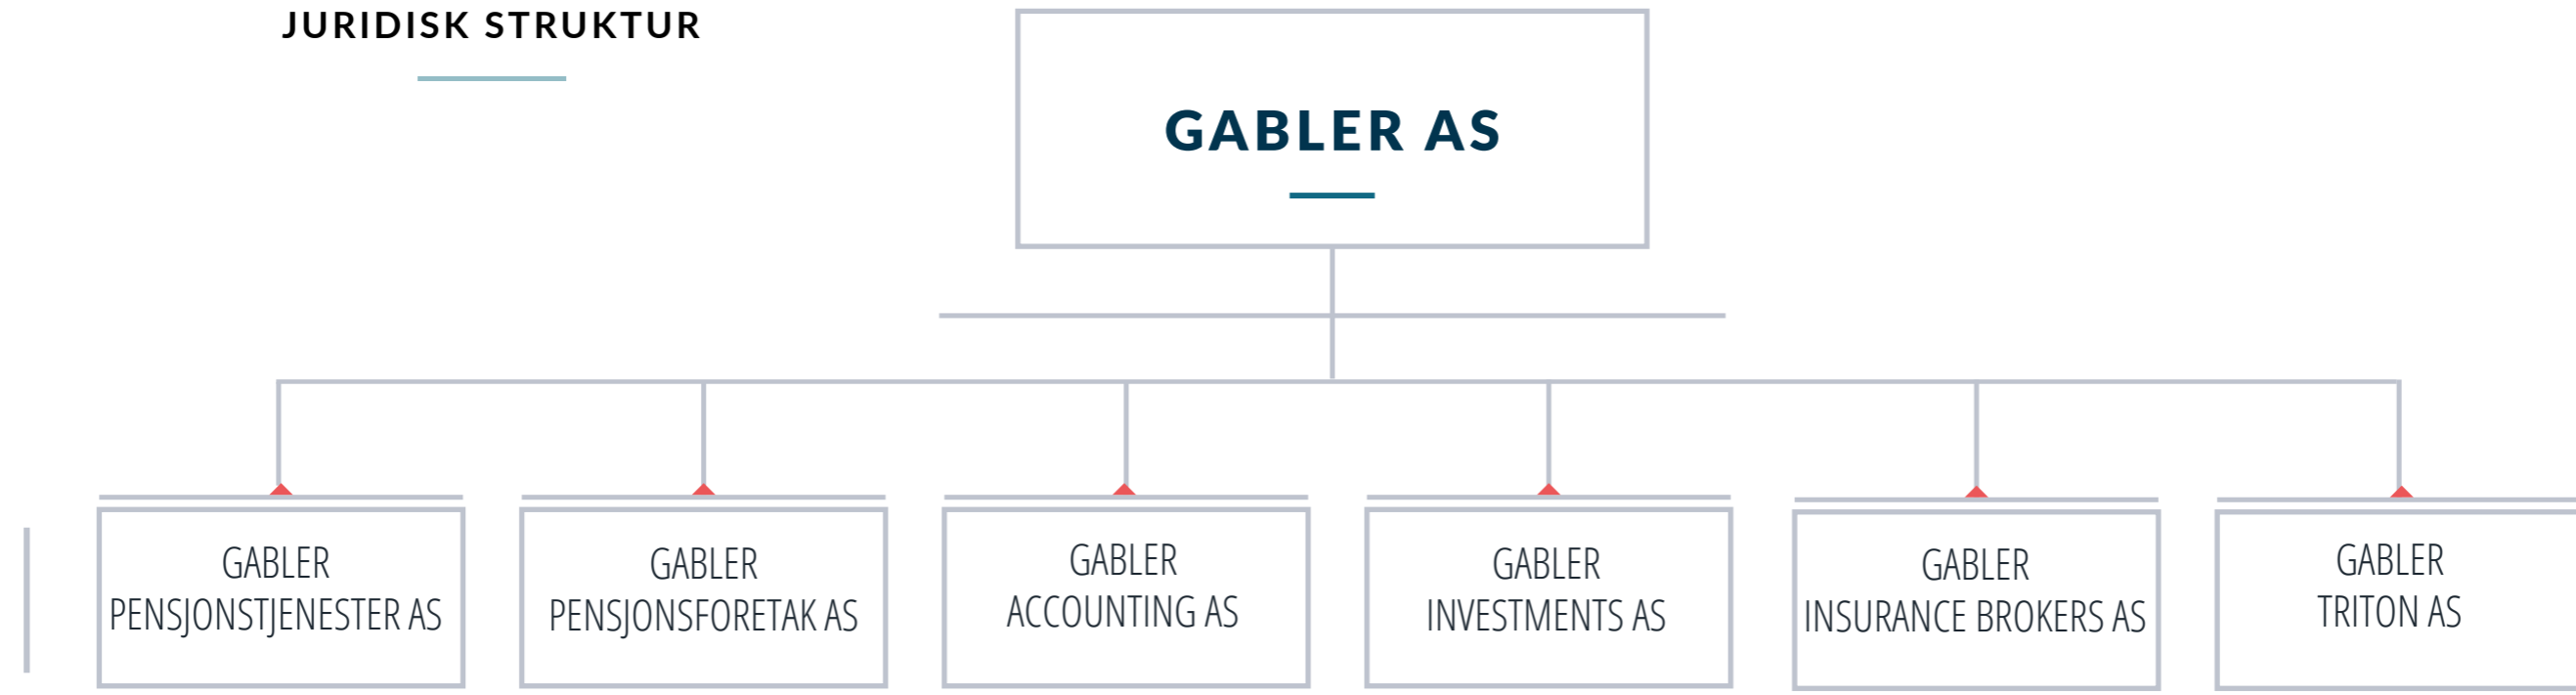 JURIDISK STRUKTUR
GABLER AS
GABLER
PENSJONSTJENESTER AS
GABLER
PENSJONSFORETAK AS
GABLER
ACCOUNTING AS
GABLER
INVESTMENTS AS
GABLER
INSURANCE BROKERS AS
GABLER
TRITON AS